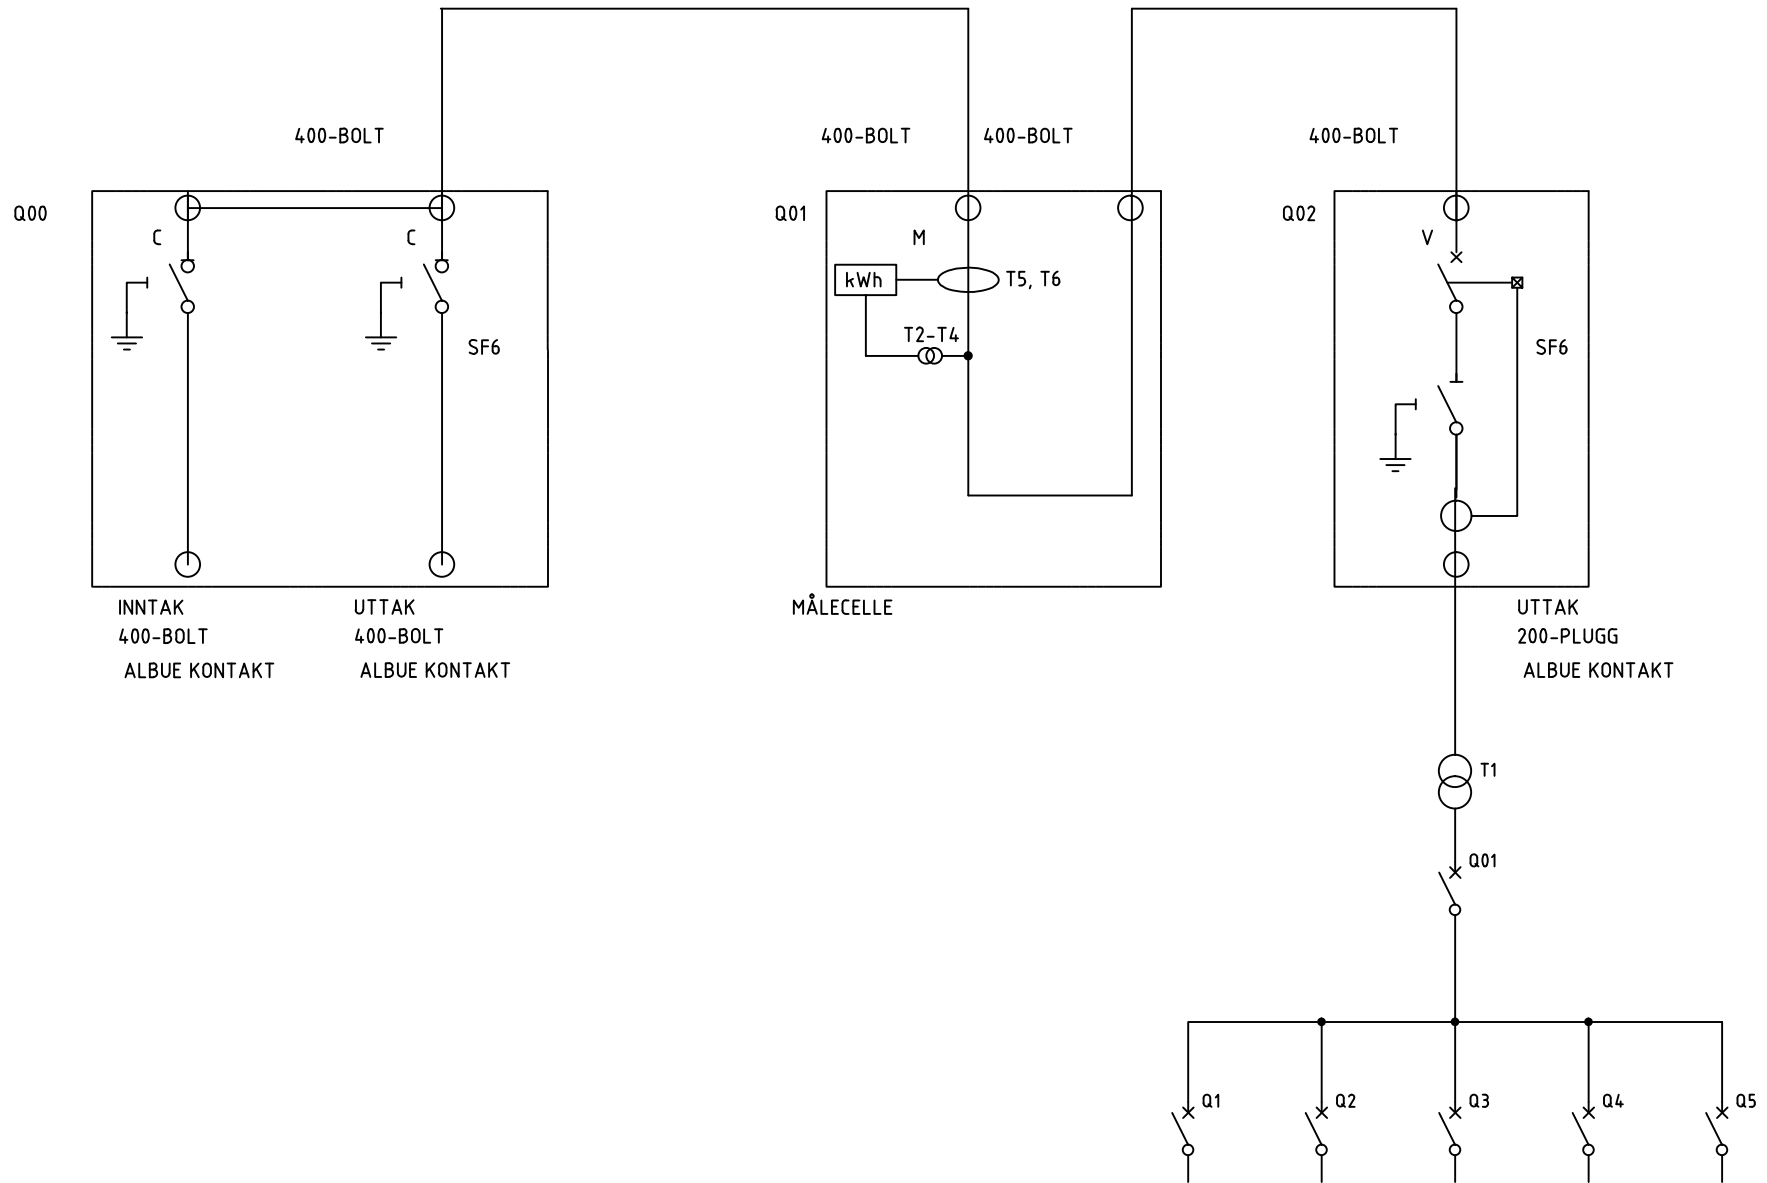 400-BOLT
400-BOLT
400-BOLT
400-BOLT
Q00
Q01
Q02
C
C
M
V
kWh
T5, T6
T2-T4
SF6
SF6
INNTAK
400-BOLT
ALBUE KONTAKT
UTTAK
400-BOLT
ALBUE KONTAKT
MÅLECELLE
UTTAK
200-PLUGG
ALBUE KONTAKT
T1
Q01
Q1
Q2
Q3
Q4
Q5